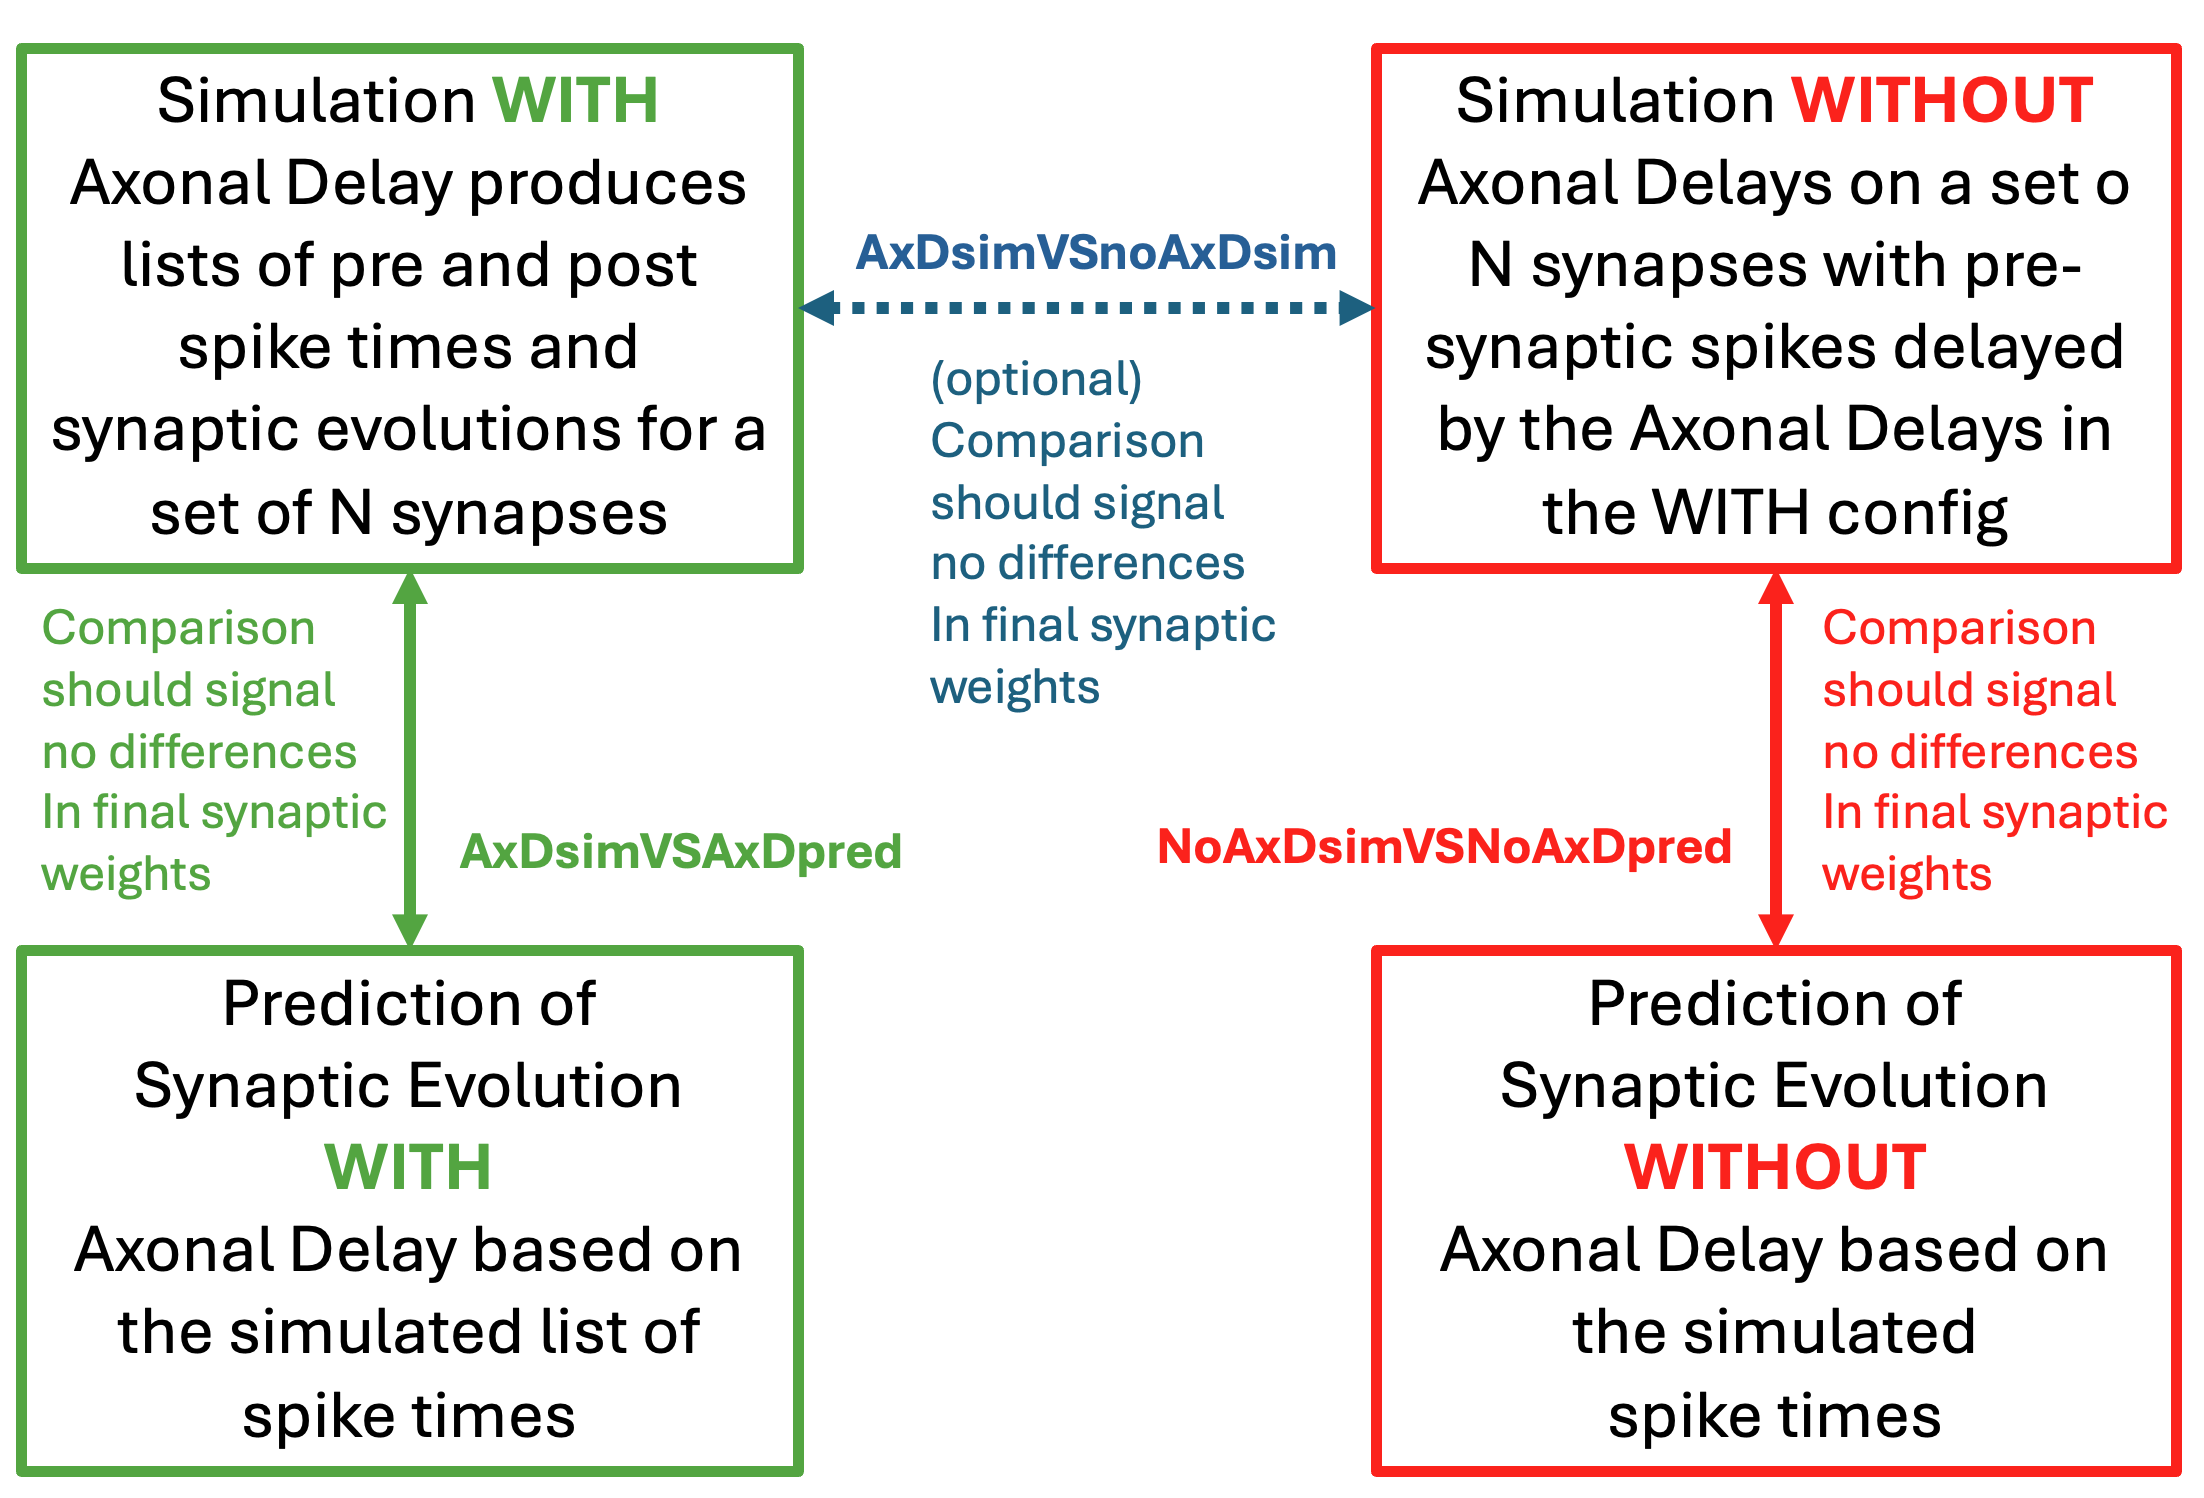 Simulation WITH
Axonal Delay produces
lists of pre and post
spike times and
synaptic evolutions for a
set of N synapses
AxDsimVSnoAxDsim
(optional)
Comparison
should signal
no differences
In final synaptic
weights
Simulation WITHOUT
Axonal Delays on a set o
N synapses with pre-
synaptic spikes delayed
by the Axonal Delays in
the WITH config
Comparison
should signal
no differences
In final synaptic
weights
AxDsimVSAxDpred
NoAxDsimVSNoAxDpred
Comparison
should signal
no differences
In final synaptic
weights
Prediction of
Synaptic Evolution
WITH
Axonal Delay based on
the simulated list of
spike times
Prediction of
Synaptic Evolution
WITHOUT
Axonal Delay based on
the simulated
spike times